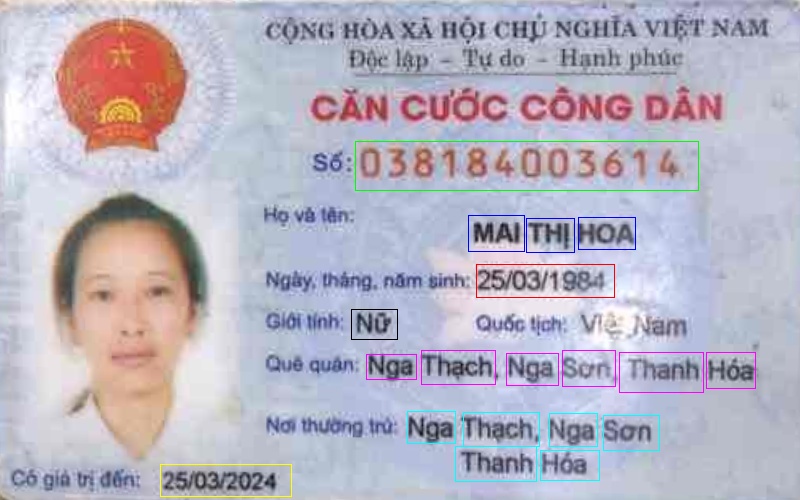 CỘNG HÒA XÃ HỘI CHỦ NGHĨA VIỆT NAM
Độc lập - Tự do - Hạnh phúc
CĂN CƯỚC CÔNG DÂN
Số: 038184003614
Họ và tên:
MAI THỊ HOA
Ngày, tháng, năm sinh: 25/03/1984
Giới tính: Nữ Quốc tịch: Việt Nam
Quê quán: Nga Thạch, Nga Sơn, Thanh Hóa
Nơi thường trú: Nga Thạch, Nga Sơn
Thanh Hóa
Có giá trị đến: 25/03/2024